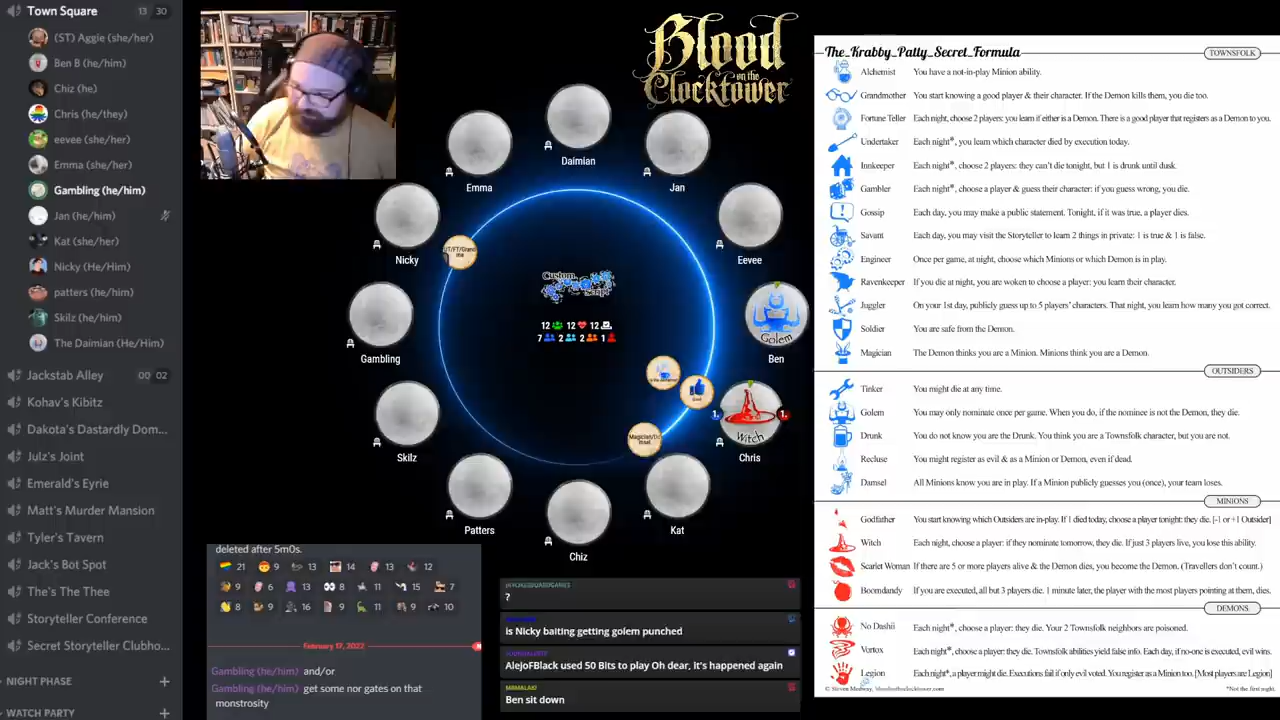 Town Square
13 30
(ST) Aggie (she/her)
Ben B (he/him)
Chiz (he)
Chris (he/they)
eevee (she/her)
Emma (she/her)
Gambling (he/him)
Jan (he/him)
Kat (she/her)
Nicky (He/Him)
patters (he/him)
Skilz (he/him)
The Daimian (He/Him)
Jackstab Alley
00 02
Kohav's Kibitz
Dakota's Dastardly Dom...
Julz's Joint
Emerald's Eyrie
Matt's Murder Mansion
Tyler's Tavern
Jack's Bot Spot
The's The Thee
Storyteller Conference
Secret Storyteller Clubho...
NIGHT PHASE
WATCH PARTY
Blood
on the
Clocktower
Daimian
Emma
Jan
Nicky
Eevee
Gambling
Golem
Ben
Skilz
Witch
Chris
Patters
Kat
Chiz
Custom
Script
12 12 12
7 2 2 1
deleted after 5m0s.
21 9 13 14 13 12
9 6 13 8 15 7
8 9 16 9 11 9 10
February 17, 2022
Gambling (he/him) and/or
Gambling (he/him) get some nor gates on that
monstrosity
?
is Nicky baiting getting golem punched
AlejoFBlack used 50 Bits to play Oh dear, it's happened again
Ben sit down
The_Krabby_Patty_Secret_Formula
TOWNSFOLK
Alchemist You have a not-in-play Minion ability.
Grandmother You start knowing a good player & their character. If the Demon kills them, you die too.
Fortune Teller Each night, choose 2 players: you learn if either is a Demon. There is a good player that registers as a Demon to you.
Undertaker Each night*, you learn which character died by execution today.
Innkeeper Each night*, choose 2 players: they can't die tonight, but 1 is drunk until dusk.
Gambler Each night*, choose a player & guess their character: if you guess wrong, you die.
Gossip Each day, you may make a public statement. Tonight, if it was true, a player dies.
Savant Each day, you may visit the Storyteller to learn 2 things in private: 1 is true & 1 is false.
Engineer Once per game, at night, choose which Minions or which Demon is in play.
Ravenkeeper If you die at night, you are woken to choose a player: you learn their character.
Juggler On your 1st day, publicly guess up to 5 players' characters. That night, you learn how many you got correct.
Soldier You are safe from the Demon.
Magician The Demon thinks you are a Minion. Minions think you are a Demon.
OUTSIDERS
Tinker You might die at any time.
Golem You may only nominate once per game. When you do, if the nominee is not the Demon, they die.
Drunk You do not know you are the Drunk. You think you are a Townsfolk character, but you are not.
Recluse You might register as evil & as a Minion or Demon, even if dead.
Damsel All Minions know you are in play. If a Minion publicly guesses you (once), your team loses.
MINIONS
Godfather You start knowing which Outsiders are in-play. If 1 died today, choose a player tonight: they die. [-1 or +1 Outsider]
Witch Each night, choose a player: if they nominate tomorrow, they die. If just 3 players live, you lose this ability.
Scarlet Woman If there are 5 or more players alive & the Demon dies, you become the Demon. (Travellers don't count.)
Boomdandy If you are executed, all but 3 players die. 1 minute later, the player with the most players pointing at them, dies.
DEMONS
No Dashii Each night*, choose a player: they die. Your 2 Townsfolk neighbors are poisoned.
Vortox Each night*, choose a player: they die. Townsfolk abilities yield false info. Each day, if no-one is executed, evil wins.
Legion Each night*, a player might die. Executions fail if only evil voted. You register as a Minion too. [Most players are Legion]
© Steven Medway, bloodontheclocktower.com
*Not the first night.